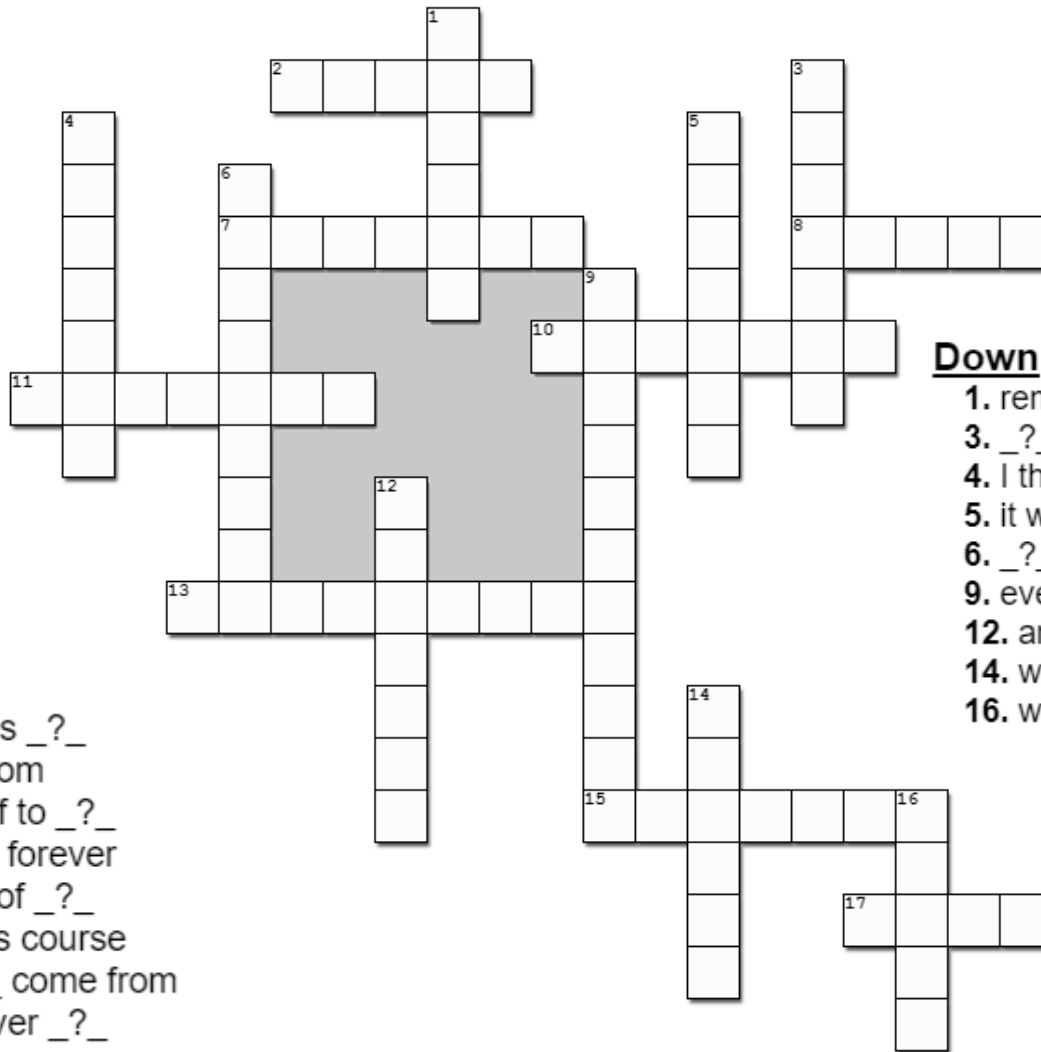 1
2
3
4
5
6
7
8
9
10
11
12
13
14
15
16
17
Down
1. ren
3. _?_
4. I th
5. it w
6. _?_
9. eve
12. ar
14. w
16. w
s _?_
om
f to _?_
forever
of _?_
s course
_ come from
ver _?_